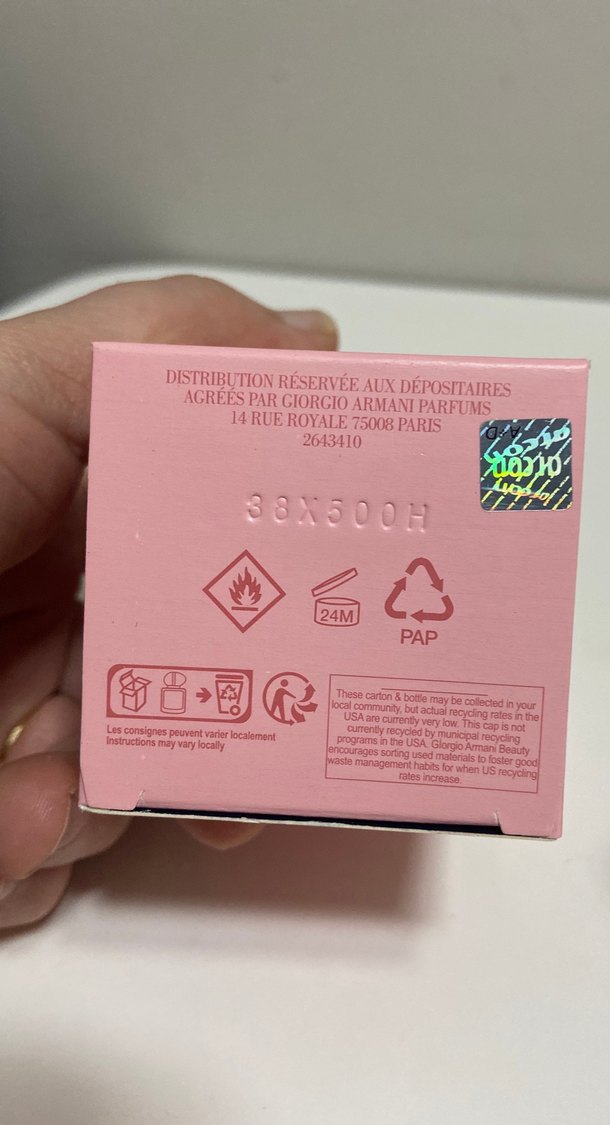 DISTRIBUTION RÉSERVÉE AUX DÉPOSITAIRES
AGRÉÉS PAR GIORGIO ARMANI PARFUMS
14 RUE ROYALE 75008 PARIS
2643410
38X500H
24M
PAP
Les consignes peuvent varier localement
Instructions may vary locally
These carton & bottle may be collected in your
local community, but actual recycling rates in the
USA are currently very low. This cap is not
currently recycled by municipal recycling
programs in the USA. Giorgio Armani Beauty
encourages sorting used materials to foster good
waste management habits for when US recycling
rates increase.